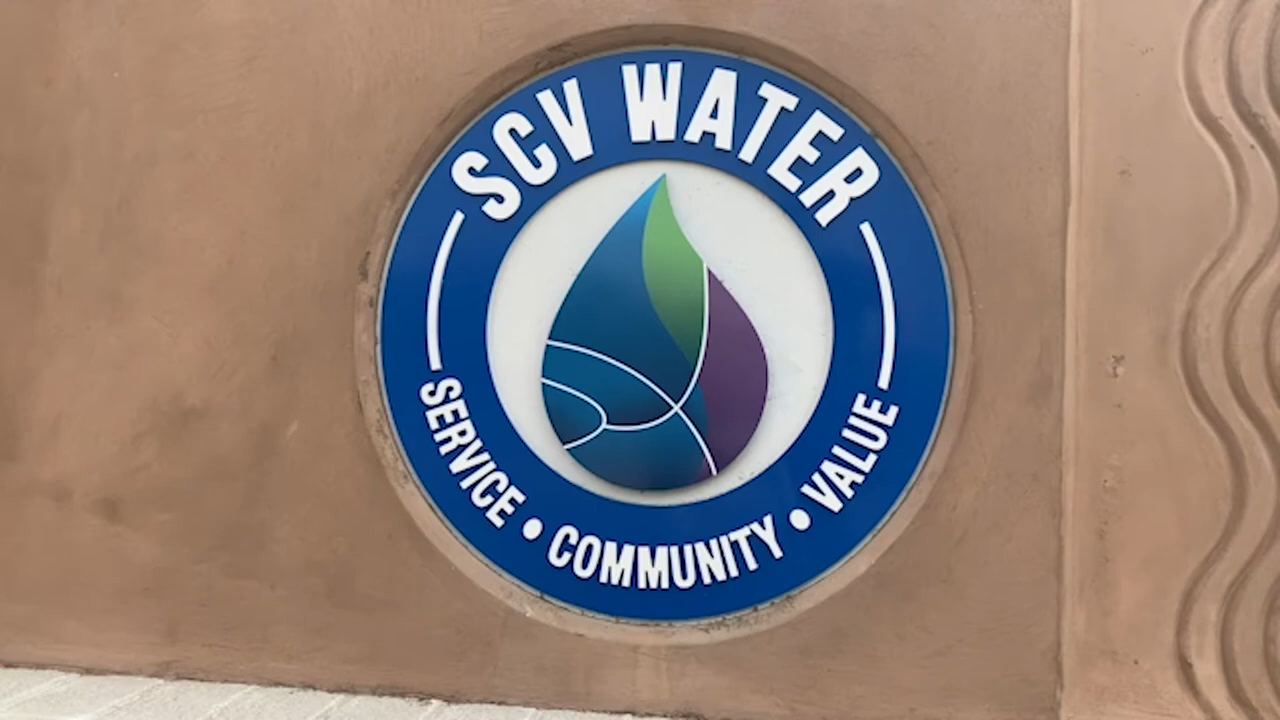 SCV WATER
SERVICE • COMMUNITY • VALUE